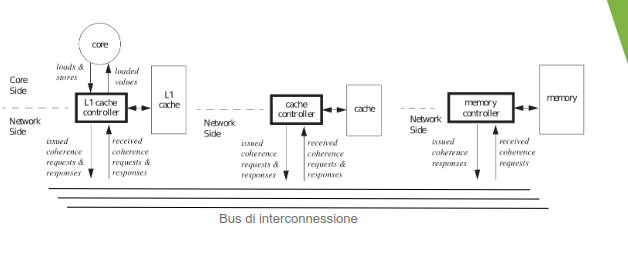 core
loads &
stores
loaded
values
Core
Side
L1 cache
controller
L1
cache
Network
Side
issued
coherence
requests &
responses
received
coherence
requests &
responses
cache
controller
cache
Network
Side
issued
coherence
requests &
responses
received
coherence
requests &
responses
memory
controller
memory
Network
Side
issued
coherence
responses
received
coherence
requests
Bus di interconnessione